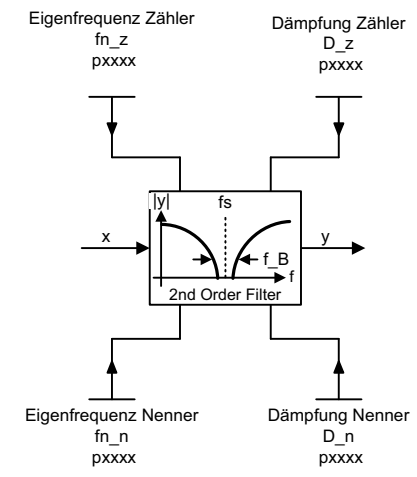 Eigenfrequenz Zähler
fn_z
pxxxx
Dämpfung Zähler
D_z
pxxxx
|y|
fs
x
y
f_B
f
2nd Order Filter
Eigenfrequenz Nenner
fn_n
pxxxx
Dämpfung Nenner
D_n
pxxxx